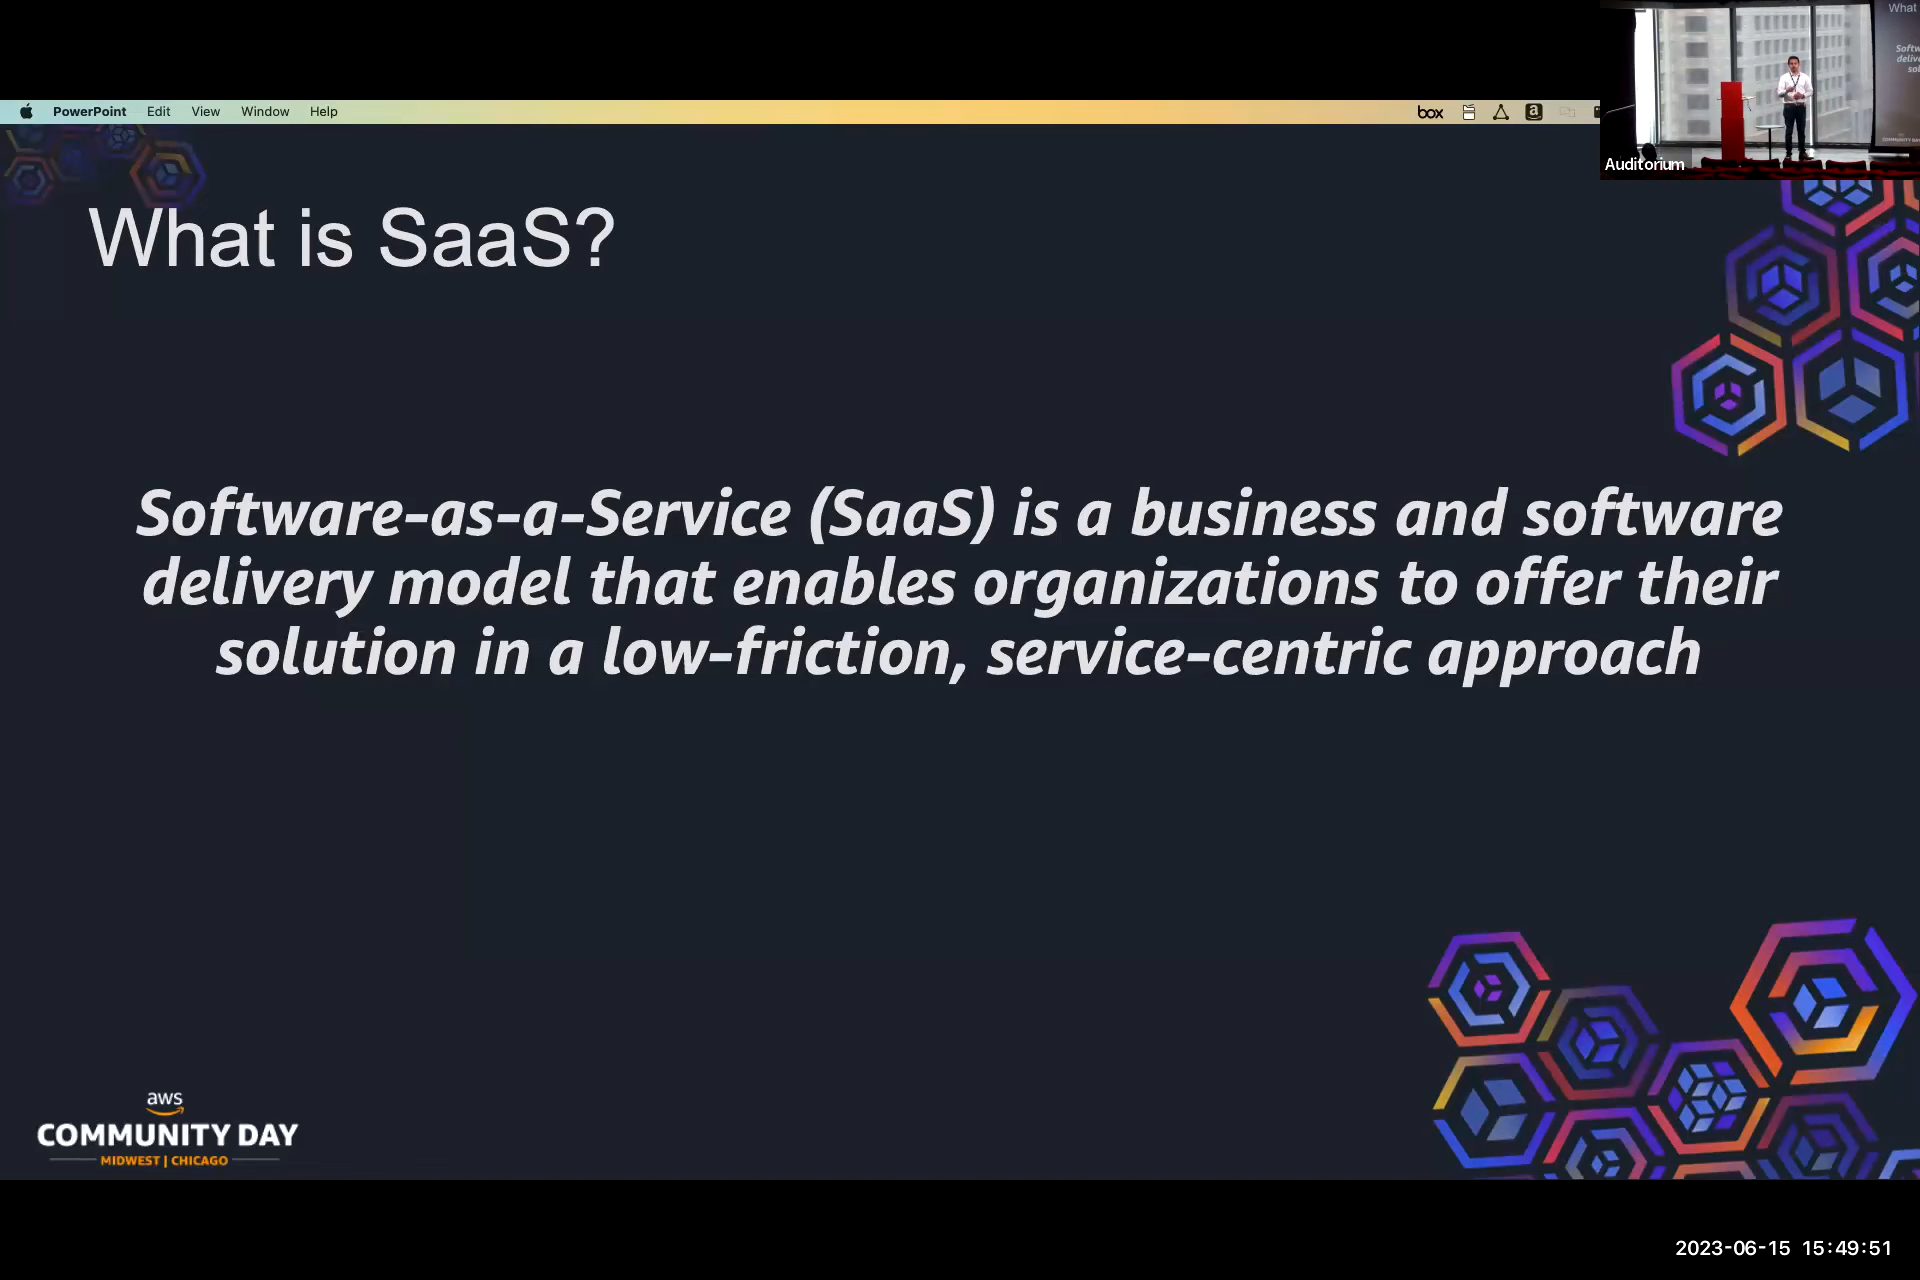 PowerPoint Edit View Window Help
box
Auditorium
What
What is SaaS?
Software-as-a-Service (SaaS) is a business and software
delivery model that enables organizations to offer their
solution in a low-friction, service-centric approach
aws
COMMUNITY DAY
MIDWEST | CHICAGO
2023-06-15 15:49:51